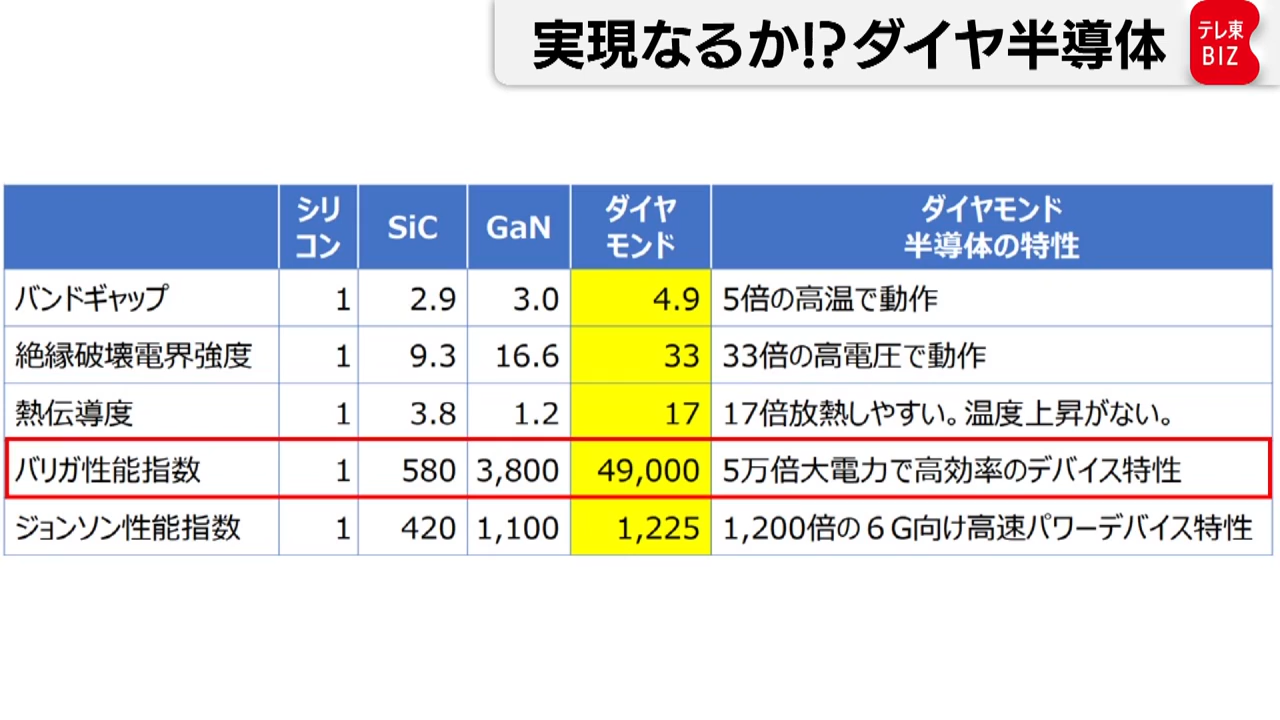 実現なるか!?ダイヤ半導体
テレ東
BIZ
シリコン SiC GaN ダイヤモンド ダイヤモンド半導体の特性
バンドギャップ 1 2.9 3.0 4.9 5倍の高温で動作
絶縁破壊電界強度 1 9.3 16.6 33 33倍の高電圧で動作
熱伝導度 1 3.8 1.2 17 17倍放熱しやすい。温度上昇がない。
バリガ性能指数 1 580 3,800 49,000 5万倍大電力で高効率のデバイス特性
ジョンソン性能指数 1 420 1,100 1,225 1,200倍の6G向け高速パワーデバイス特性